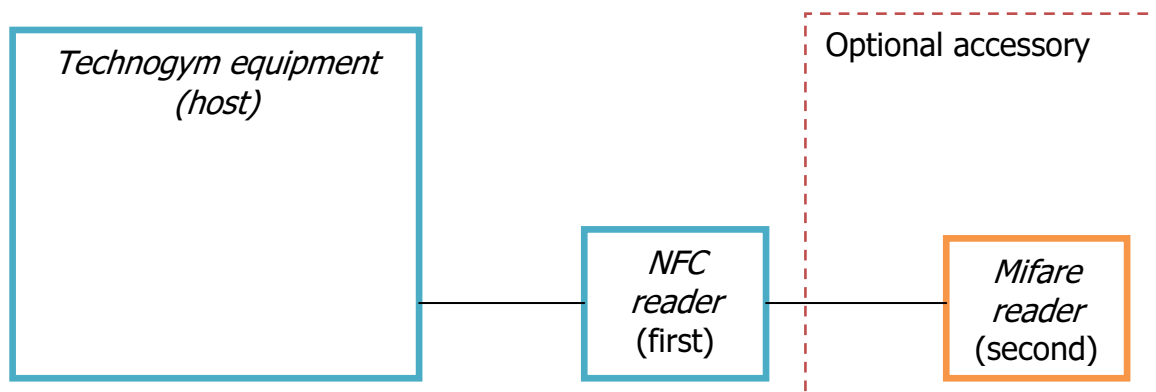 Technogym equipment
(host)
Optional accessory
NFC
reader
(first)
Mifare
reader
(second)